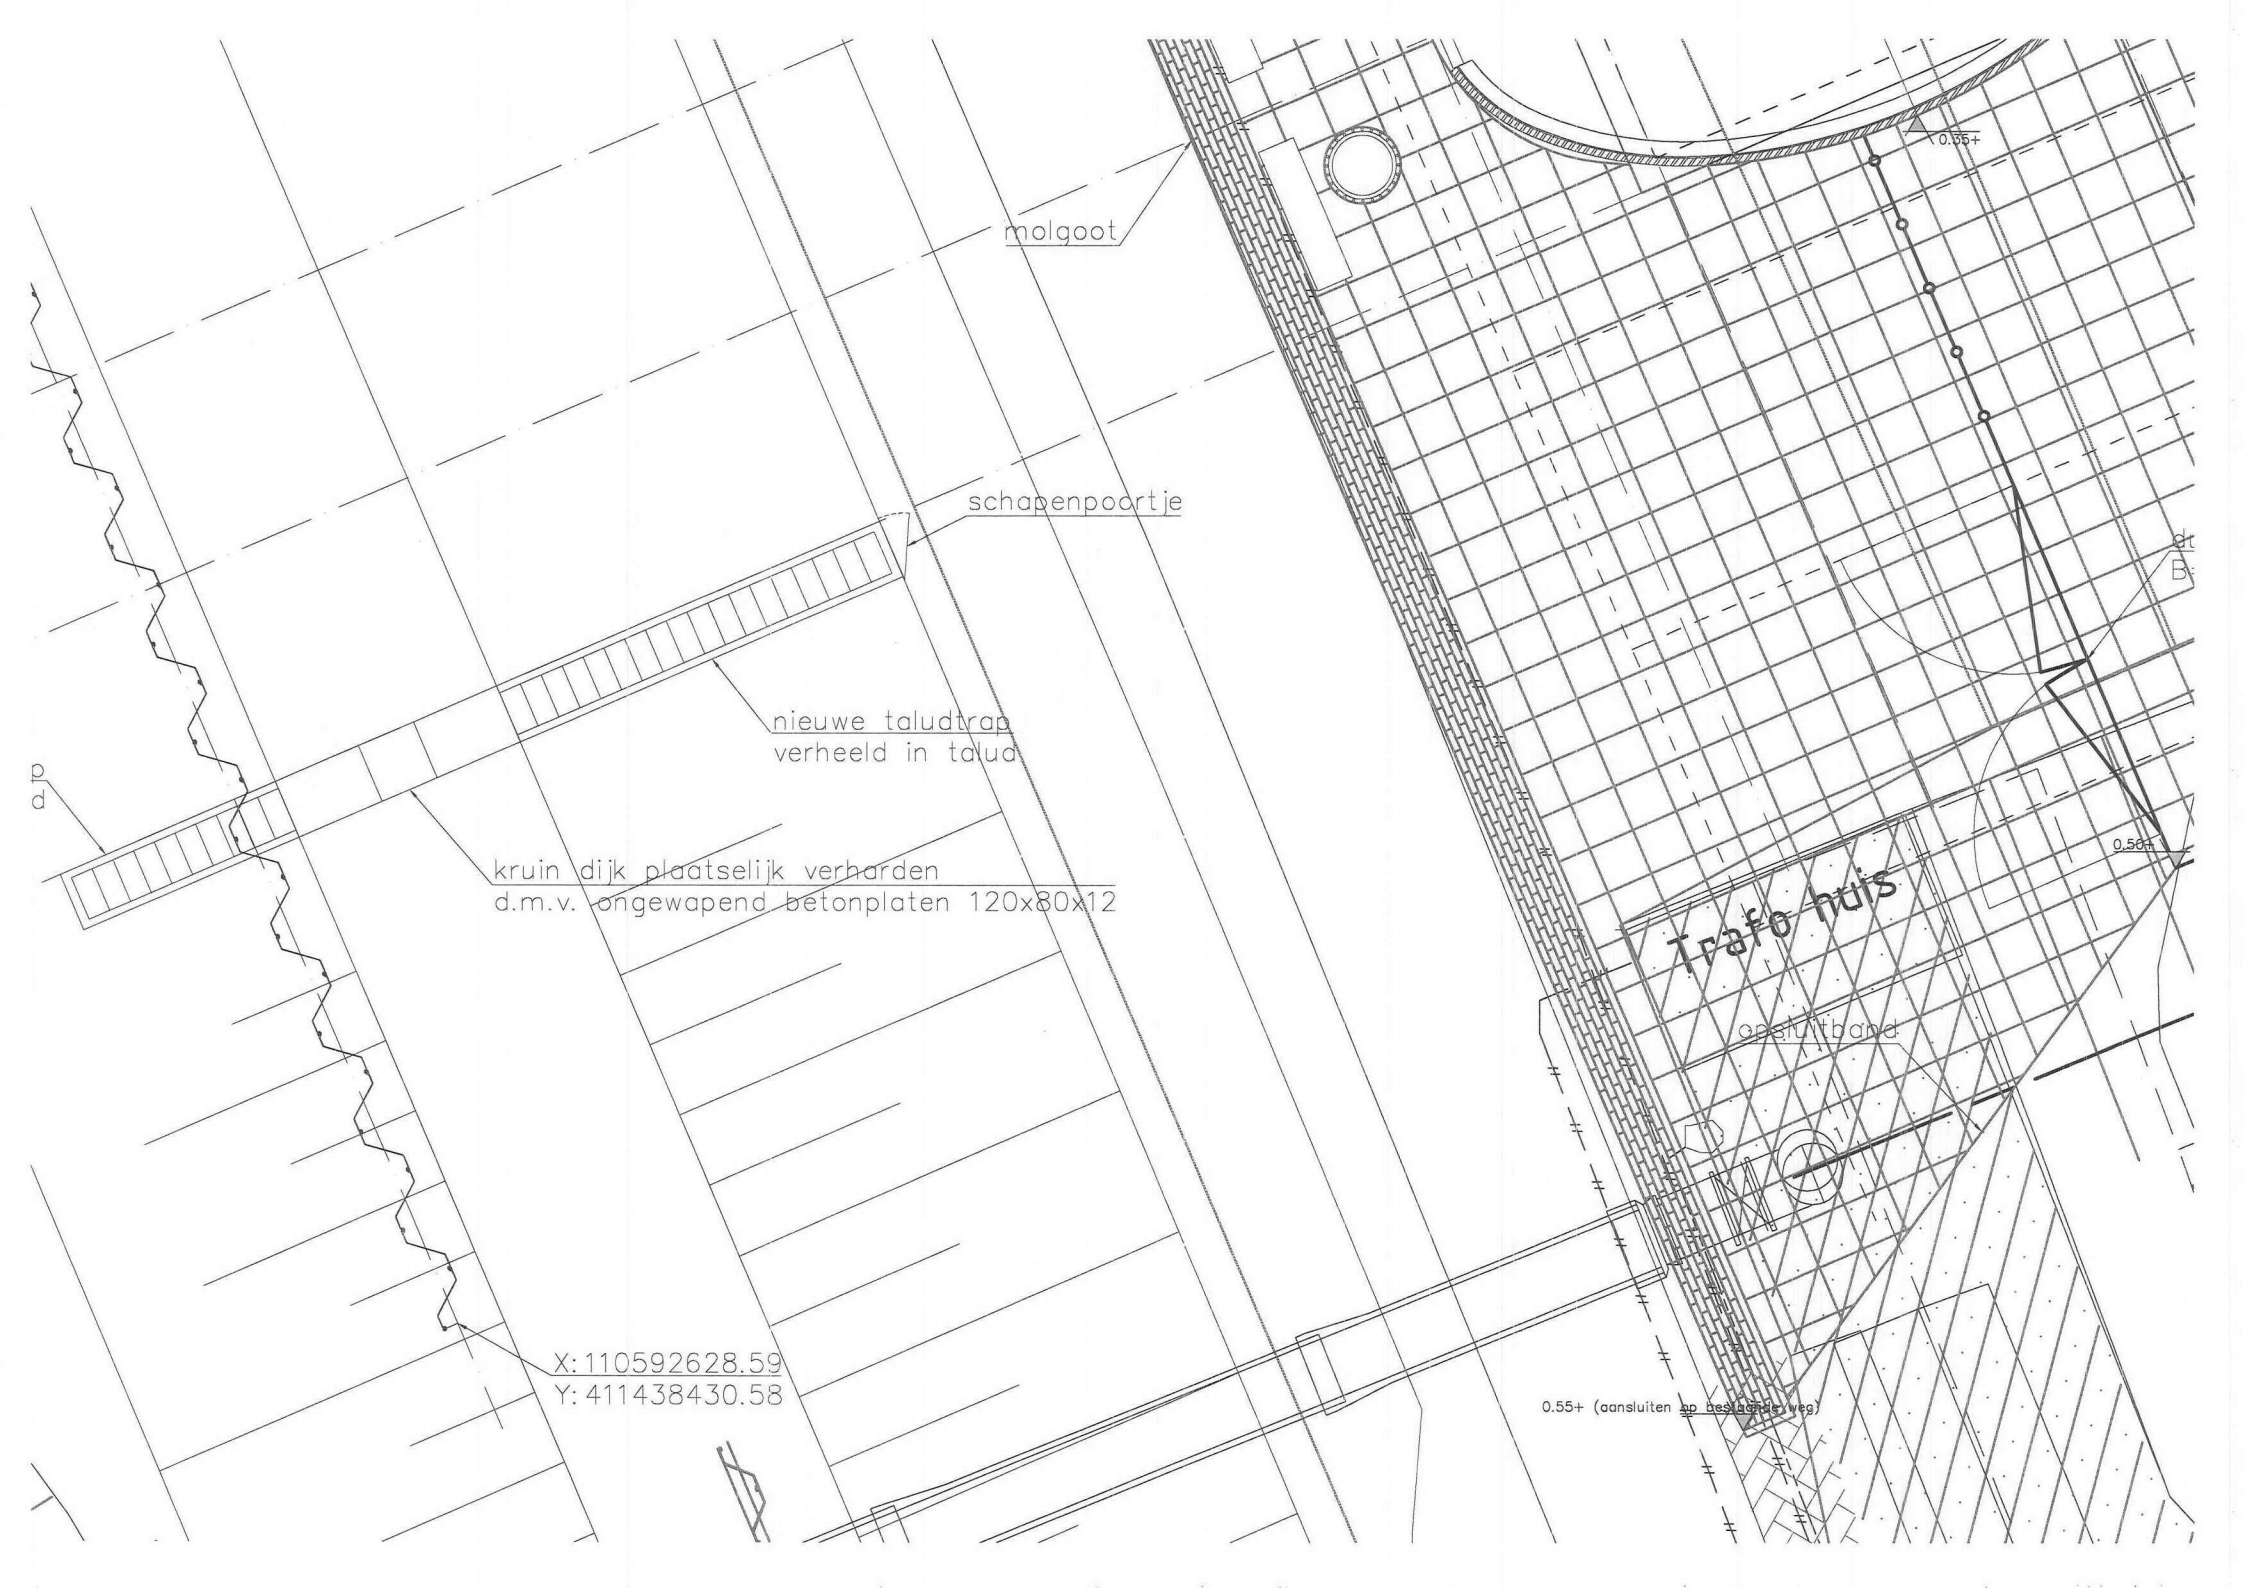 0.35+
molgoot
schapenpoortje
du
B=
nieuwe taludtrap
verheeld in talud
p
d
0.50+
kruin dijk plaatselijk verharden
d.m.v. ongewapend betonplaten 120x80x12
Trafo huis
opsluitband
X:110592628.59
Y:411438430.58
0.55+ (aansluiten op bestaande weg)